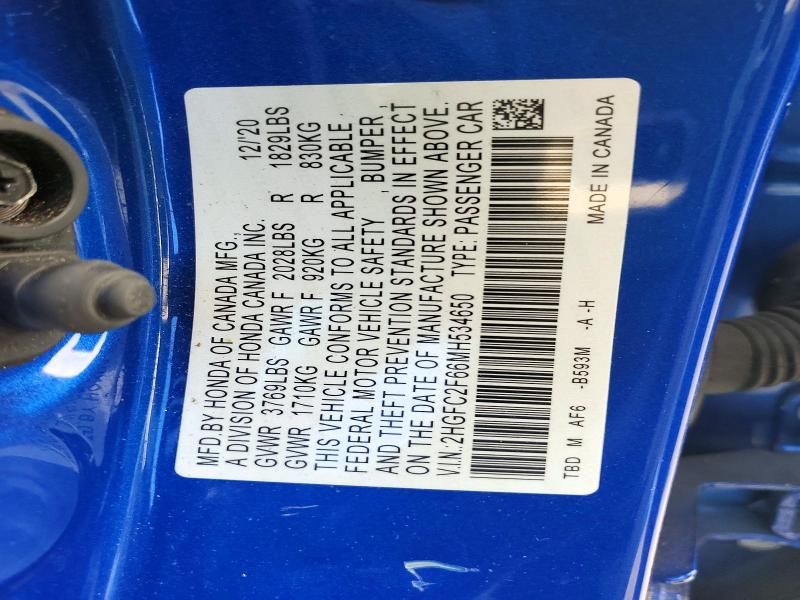 MFD.BY HONDA OF CANADA MFG., 12/'20
A DIVISION OF HONDA CANADA INC.
GVWR 3769LBS GAWR F 2028LBS R 1829LBS
GVWR 1710KG GAWR F 920KG R 830KG
THIS VEHICLE CONFORMS TO ALL APPLICABLE
FEDERAL MOTOR VEHICLE SAFETY , BUMPER ,
AND THEFT PREVENTION STANDARDS IN EFFECT
ON THE DATE OF MANUFACTURE SHOWN ABOVE.
V.I.N.:2HGFC2F66MH534650 TYPE: PASSENGER CAR
TBD M AF6 -B593M -A -H MADE IN CANADA